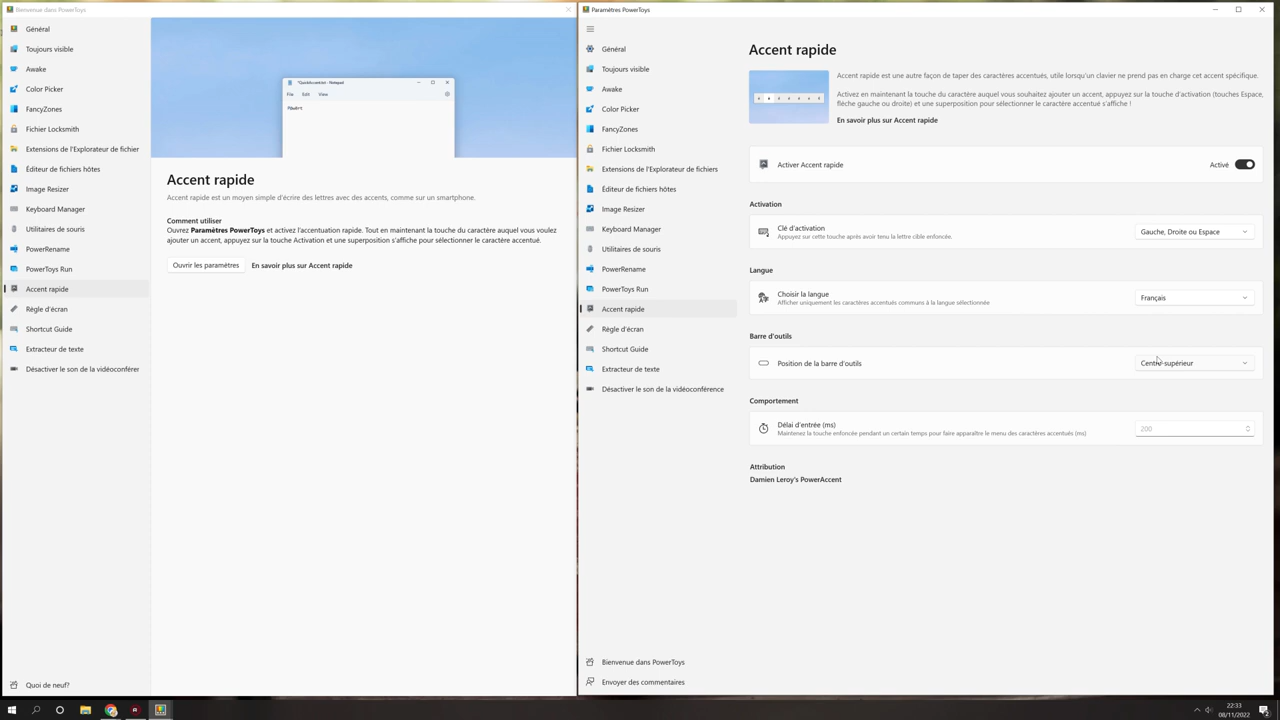 Bienvenue dans PowerToys
Général
Toujours visible
Awake
Color Picker
FancyZones
Fichier Locksmith
Extensions de l'Explorateur de fichier
Éditeur de fichiers hôtes
Image Resizer
Keyboard Manager
Utilitaires de souris
PowerRename
PowerToys Run
Accent rapide
Règle d'écran
Shortcut Guide
Extracteur de texte
Désactiver le son de la vidéoconférer
Quoi de neuf?
File Edit View
Accent rapide
Accent rapide est un moyen simple d'écrire des lettres avec des accents, comme sur un smartphone.
Comment utiliser
Ouvrez Paramètres PowerToys et activez l'accentuation rapide. Tout en maintenant la touche du caractère auquel vous voulez
ajouter un accent, appuyez sur la touche Activation et une superposition s'affiche pour sélectionner le caractère accentué.
Ouvrir les paramètres En savoir plus sur Accent rapide
Paramètres PowerToys
Général
Toujours visible
Awake
Color Picker
FancyZones
Fichier Locksmith
Extensions de l'Explorateur de fichiers
Éditeur de fichiers hôtes
Image Resizer
Keyboard Manager
Utilitaires de souris
PowerRename
PowerToys Run
Accent rapide
Règle d'écran
Shortcut Guide
Extracteur de texte
Désactiver le son de la vidéoconférence
Bienvenue dans PowerToys
Envoyer des commentaires
Accent rapide
Accent rapide est une autre façon de taper des caractères accentués, utile lorsqu'un clavier ne prend pas en charge cet accent spécifique.
Activez en maintenant la touche du caractère auquel vous souhaitez ajouter un accent, appuyez sur la touche d'activation (touches Espace,
flèche gauche ou droite) et une superposition pour sélectionner le caractère accentué s'affiche !
En savoir plus sur Accent rapide
Activer Accent rapide Activé
Activation
Clé d'activation
Appuyez sur cette touche après avoir tenu la lettre cible enfoncée.
Gauche, Droite ou Espace
Langue
Choisir la langue
Afficher uniquement les caractères accentués communs à la langue sélectionnée
Français
Barre d'outils
Position de la barre d'outils Centre supérieur
Comportement
Délai d'entrée (ms)
Maintenez la touche enfoncée pendant un certain temps pour faire apparaître le menu des caractères accentués (ms)
200
Attribution
Damien Leroy's PowerAccent
22:33
08/11/2022
2